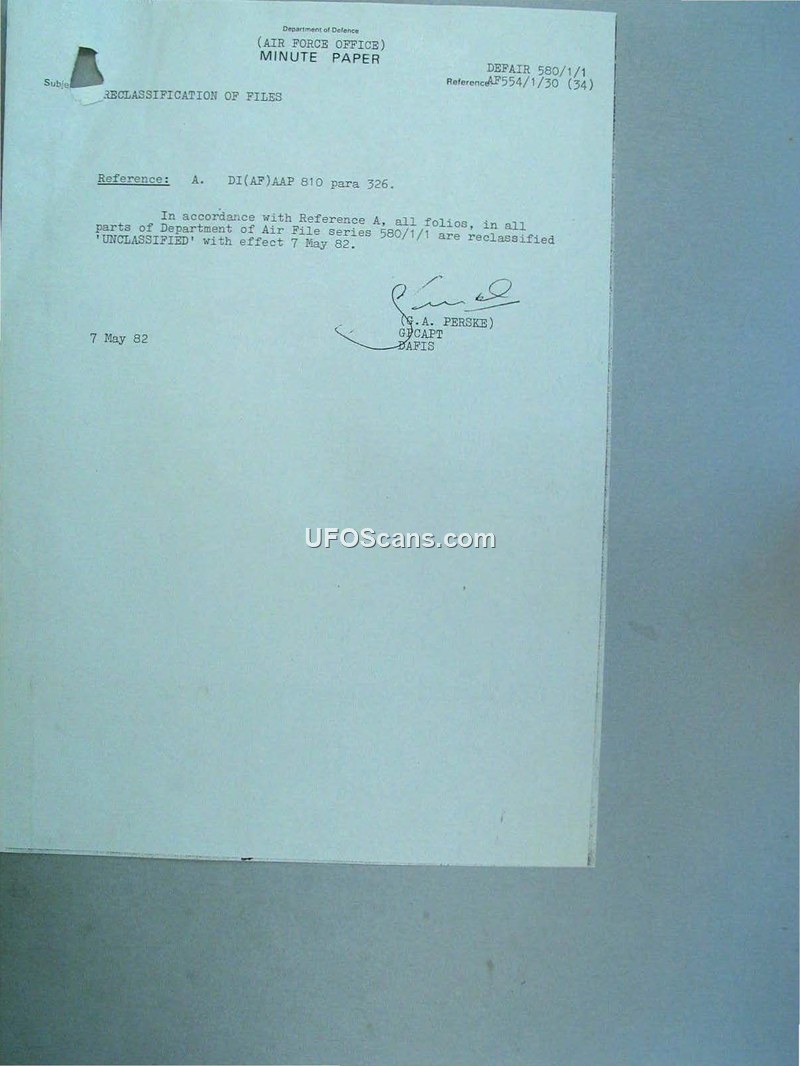 Department of Defence
(AIR FORCE OFFICE)
MINUTE PAPER
DEFAIR 580/1/1
Reference AF554/1/30 (34)
Subje
RECLASSIFICATION OF FILES
Reference: A. DI(AF)AAP 810 para 326.
In accordance with Reference A, all folios, in all
parts of Department of Air File series 580/1/1 are reclassified
'UNCLASSIFIED' with effect 7 May 82.
(G.A. PERSKE)
GPCAPT
DAFIS
7 May 82
UFOScans.com